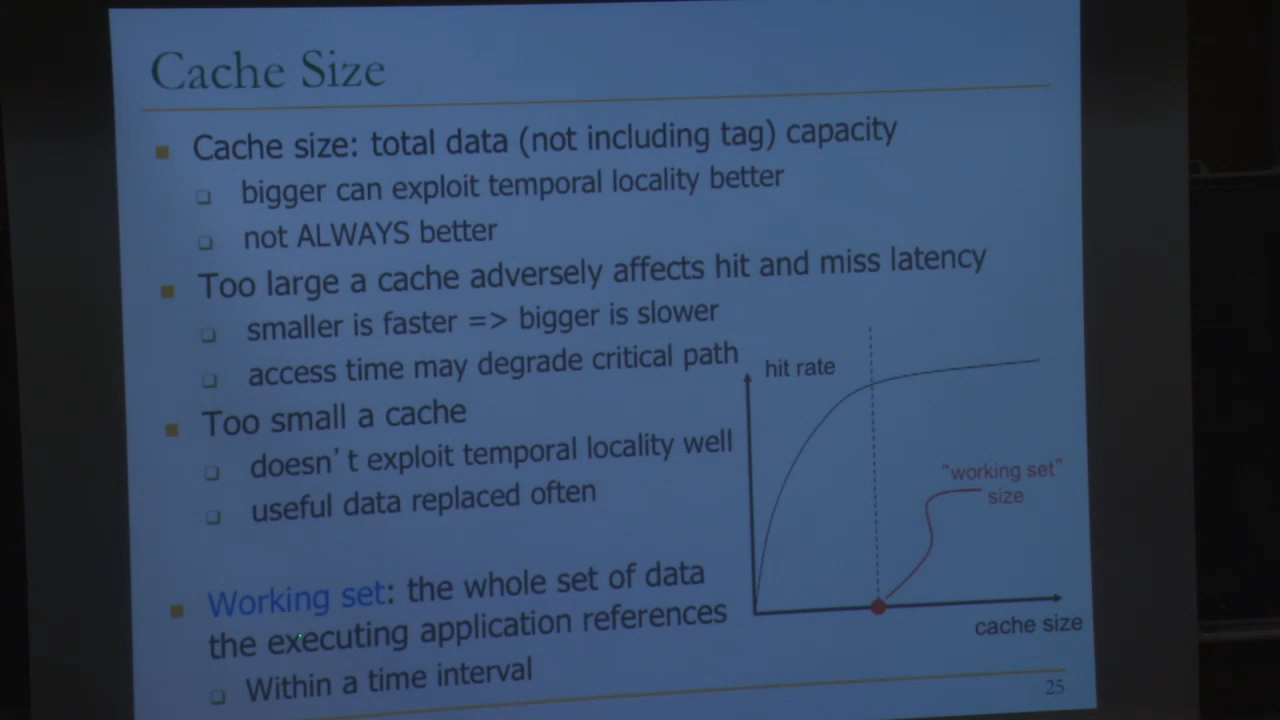 Cache Size
Cache size: total data (not including tag) capacity
bigger can exploit temporal locality better
not ALWAYS better
Too large a cache adversely affects hit and miss latency
smaller is faster => bigger is slower
access time may degrade critical path
Too small a cache
doesn't exploit temporal locality well
useful data replaced often
Working set: the whole set of data
the executing application references
Within a time interval
hit rate
"working set"
size
cache size
25